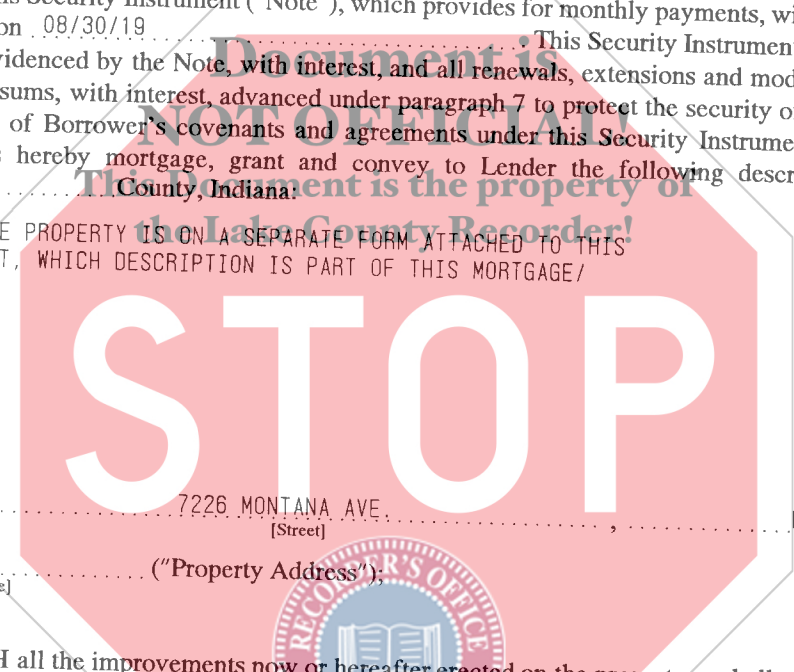 Security Instrument ("Note"), which provides for monthly payments,
on 08/30/19 This Security Instrument
Document is
videnced by the Note, with interest, and all renewals, extensions and mod
sums, with interest, advanced under paragraph 7 to protect the security of
NOT OFFICIAL!
of Borrower's covenants and agreements under this Security Instrume
hereby mortgage, grant and convey to Lender the following descr
This Document is the property of
County, Indiana:
the Lake County Recorder!
E PROPERTY IS ON A SEPARATE FORM ATTACHED TO THIS
T, WHICH DESCRIPTION IS PART OF THIS MORTGAGE/
STOP
7226 MONTANA AVE. ,
[Street]
("Property Address");
e]
RECORDER'S OFFICE
H all the improvements now or hereafter erected on the